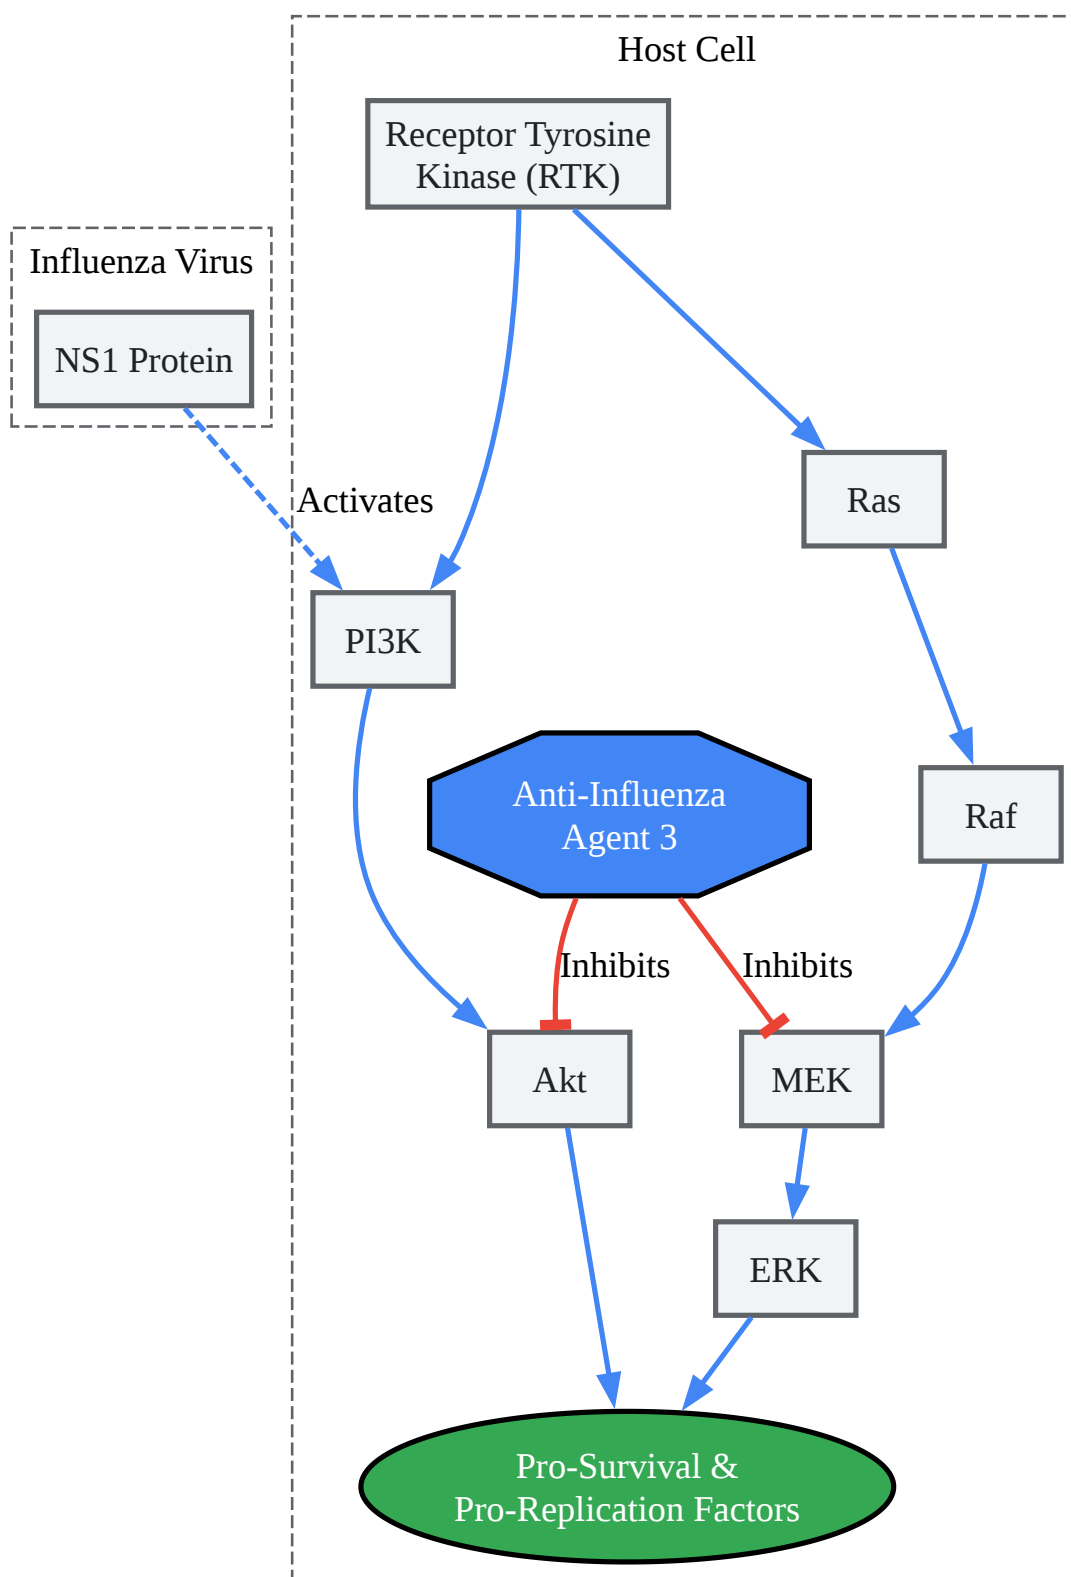 Host Cell
Receptor Tyrosine
Kinase (RTK)
Influenza Virus
NS1 Protein
Activates
Ras
PI3K
Anti-Influenza
Agent 3
Raf
Inhibits
Inhibits
Akt
MEK
ERK
Pro-Survival &
Pro-Replication Factors